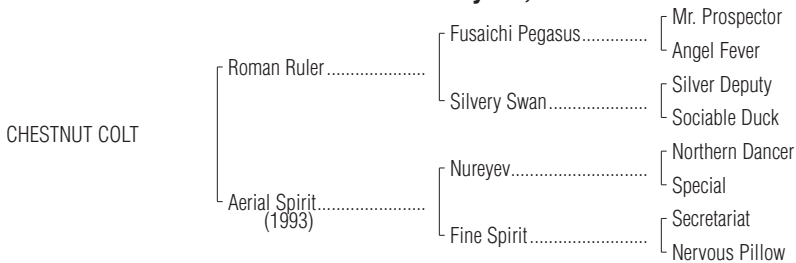 Mr. Prospector
Fusaichi Pegasus..............
Angel Fever
Roman Ruler.....................
Silver Deputy
Silvery Swan.....................
Sociable Duck
CHESTNUT COLT
Northern Dancer
Nureyev.............................
Special
Aerial Spirit.......................
(1993)
Secretariat
Fine Spirit.........................
Nervous Pillow